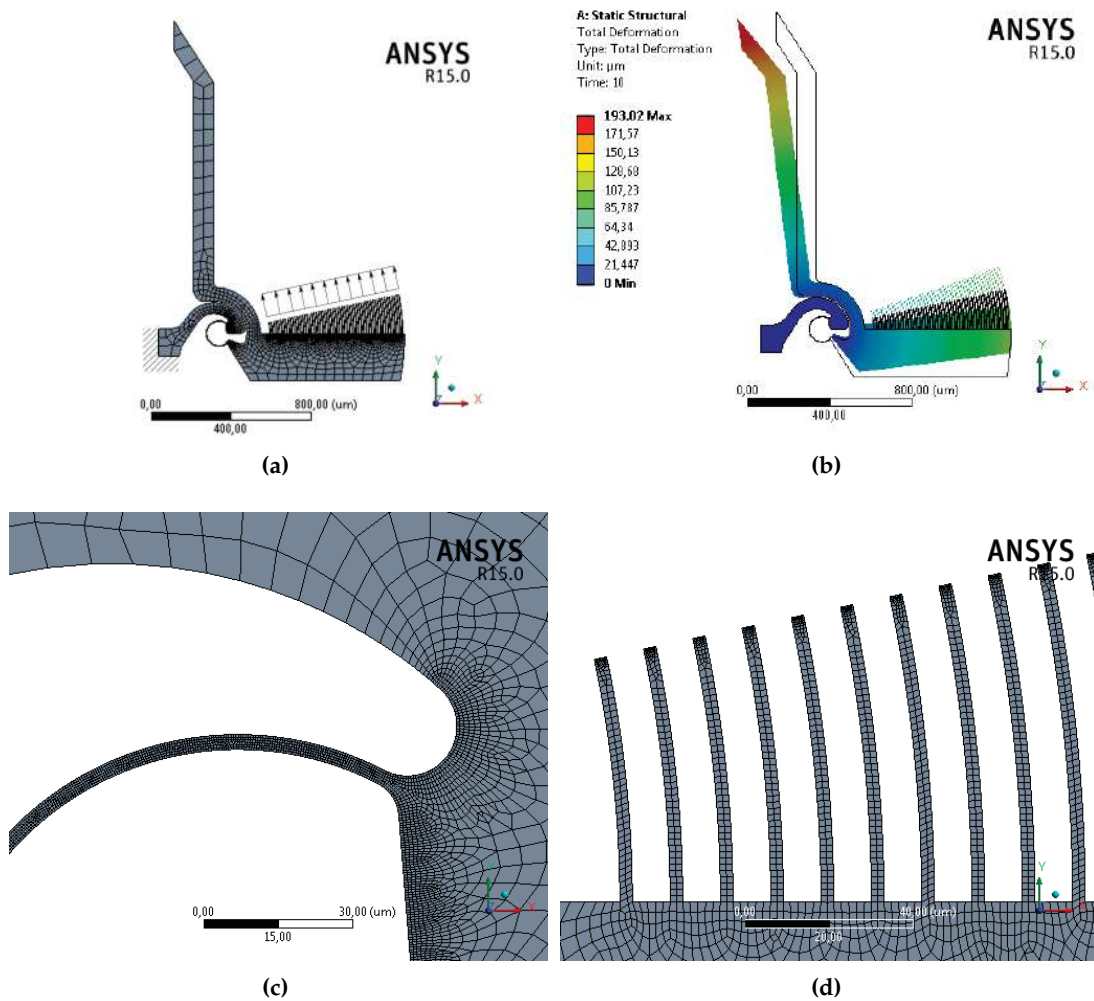 ANSYS
R15.0
Y
X
0,00
800,00 (um)
400,00
(a)
A: Static Structural
Total Deformation
Type: Total Deformation
Unit: µm
Time: 10
193.02 Max
171,57
150,13
128,68
107,23
85,787
64,34
42,893
21,447
0 Min
ANSYS
R15.0
Y
X
0,00
800,00 (um)
400,00
(b)
ANSYS
R15.0
Y
0,00
30,00 (um)
15,00
(c)
ANSYS
R15.0
Y
0,00
40,00 (um)
20,00
(d)